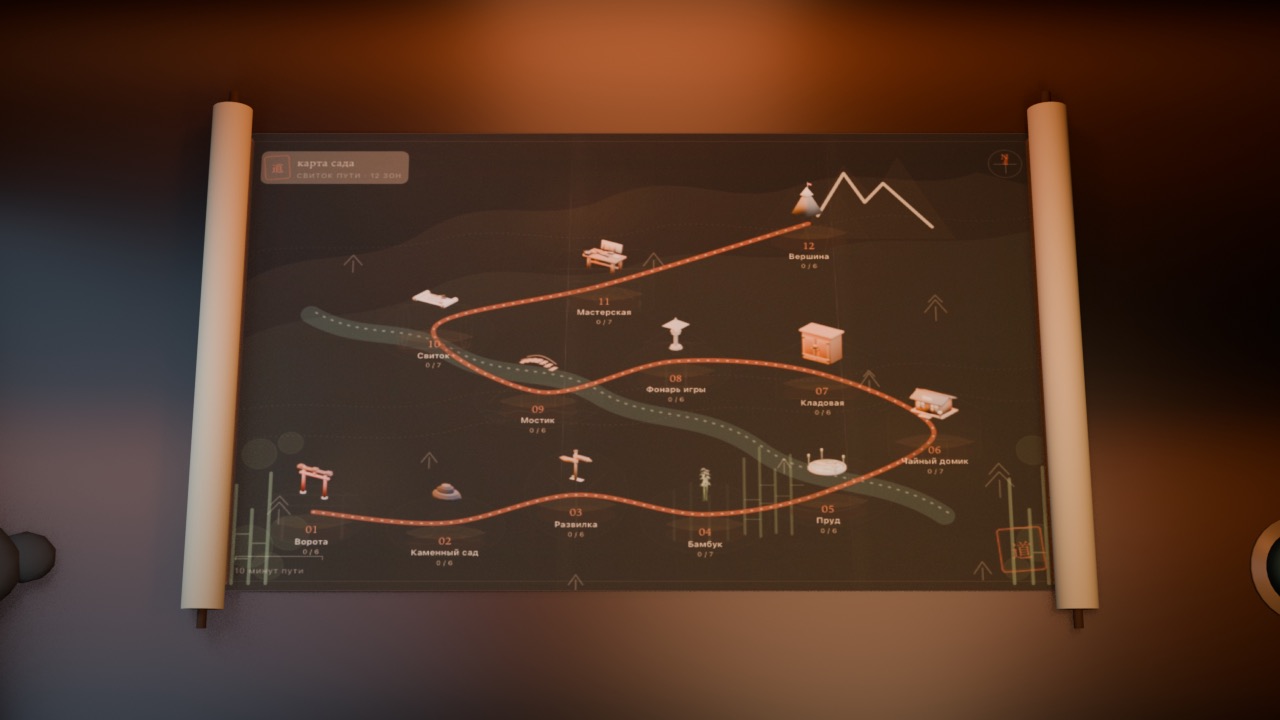 道
карта сада
СВИТОК ПУТИ · 12 ЗОН
N
12
Вершина
0/6
11
Мастерская
0/7
10
Свиток
0/7
09
Мостик
0/6
08
Фонарь игры
0/6
07
Кладовая
0/6
06
Чайный домик
0/7
05
Пруд
0/6
04
Бамбук
0/7
03
Развилка
0/6
02
Каменный сад
0/6
01
Ворота
0/6
10 минут пути
道